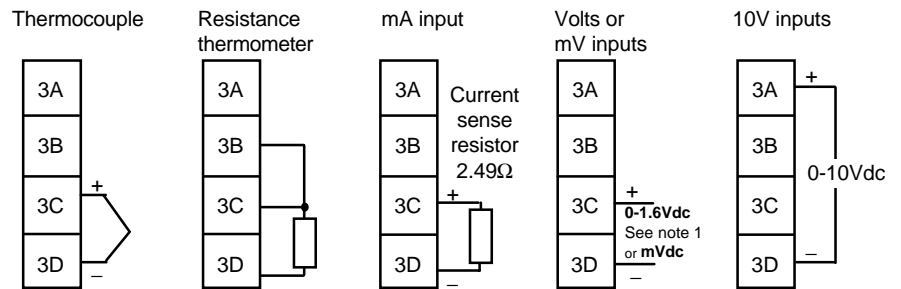 Thermocouple
Resistance
thermometer
mA input
Volts or
mV inputs
10V inputs
3A
3B
3C
3D
+
–
3A
3B
3C
3D
3A
3B
3C
3D
Current
sense
resistor
2.49Ω
+
–
3A
3B
3C
3D
+
0-1.6Vdc
See note 1
or mVdc
–
3A
3B
3C
3D
+
0-10Vdc
–